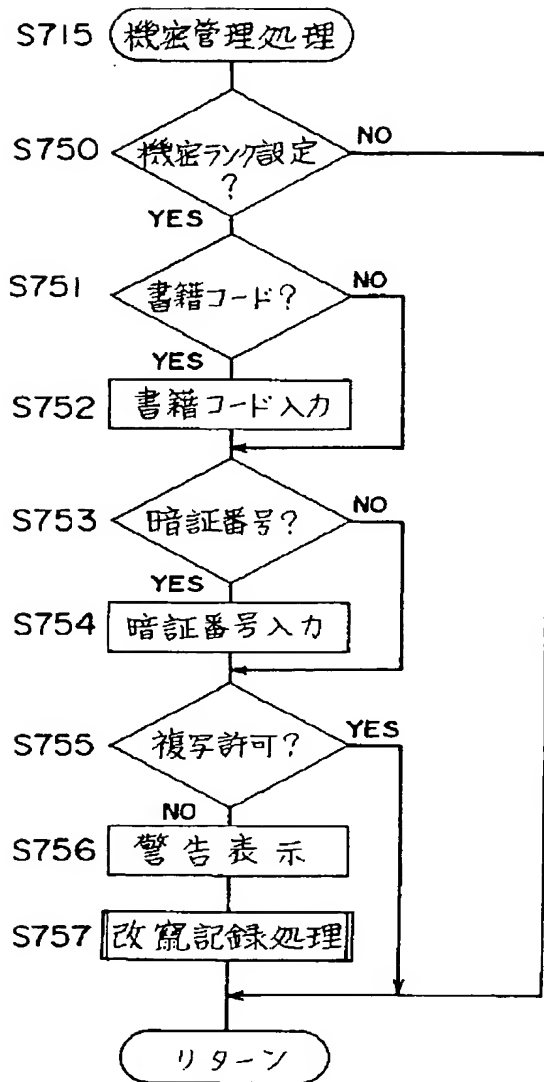 S715 機密管理処理
S750 機密ランク設定 NO
?
YES
S751 書籍コード? NO
YES
S752 書籍コード入力
S753 暗証番号? NO
YES
S754 暗証番号入力
S755 複写許可? YES
NO
S756 警告表示
S757 改竄記録処理
リターン